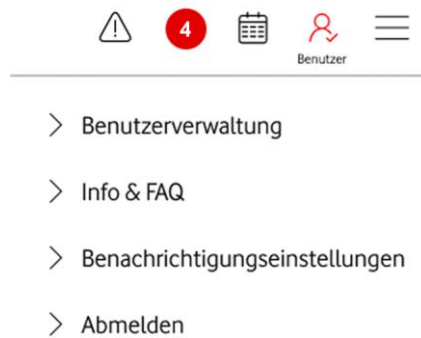 4
Benutzer
Benutzerverwaltung
Info & FAQ
Benachrichtigungseinstellungen
Abmelden